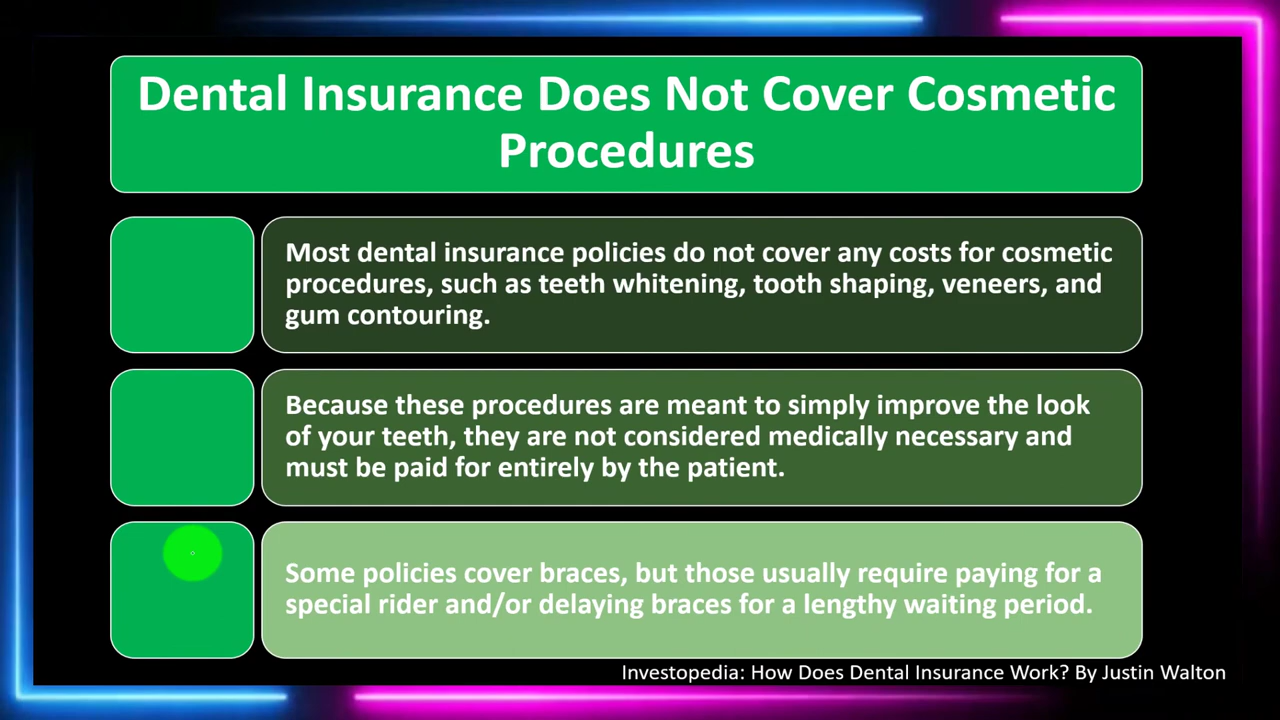 Dental Insurance Does Not Cover Cosmetic
Procedures
Most dental insurance policies do not cover any costs for cosmetic
procedures, such as teeth whitening, tooth shaping, veneers, and
gum contouring.
Because these procedures are meant to simply improve the look
of your teeth, they are not considered medically necessary and
must be paid for entirely by the patient.
Some policies cover braces, but those usually require paying for a
special rider and/or delaying braces for a lengthy waiting period.
Investopedia: How Does Dental Insurance Work? By Justin Walton